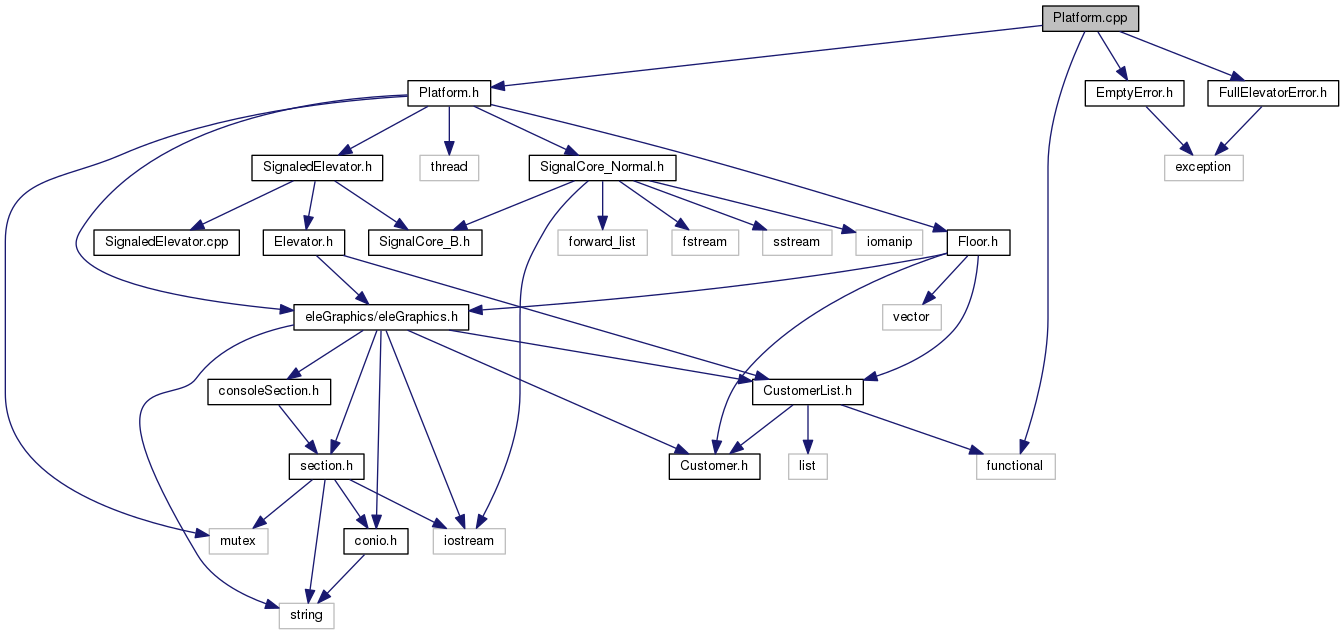 Platform.cpp
Platform.h
EmptyError.h
FullElevatorError.h
SignaledElevator.h
thread
SignalCore_Normal.h
exception
SignaledElevator.cpp
Elevator.h
SignalCore_B.h
forward_list
fstream
sstream
iomanip
Floor.h
eleGraphics/eleGraphics.h
vector
consoleSection.h
CustomerList.h
section.h
Customer.h
list
functional
mutex
conio.h
iostream
string